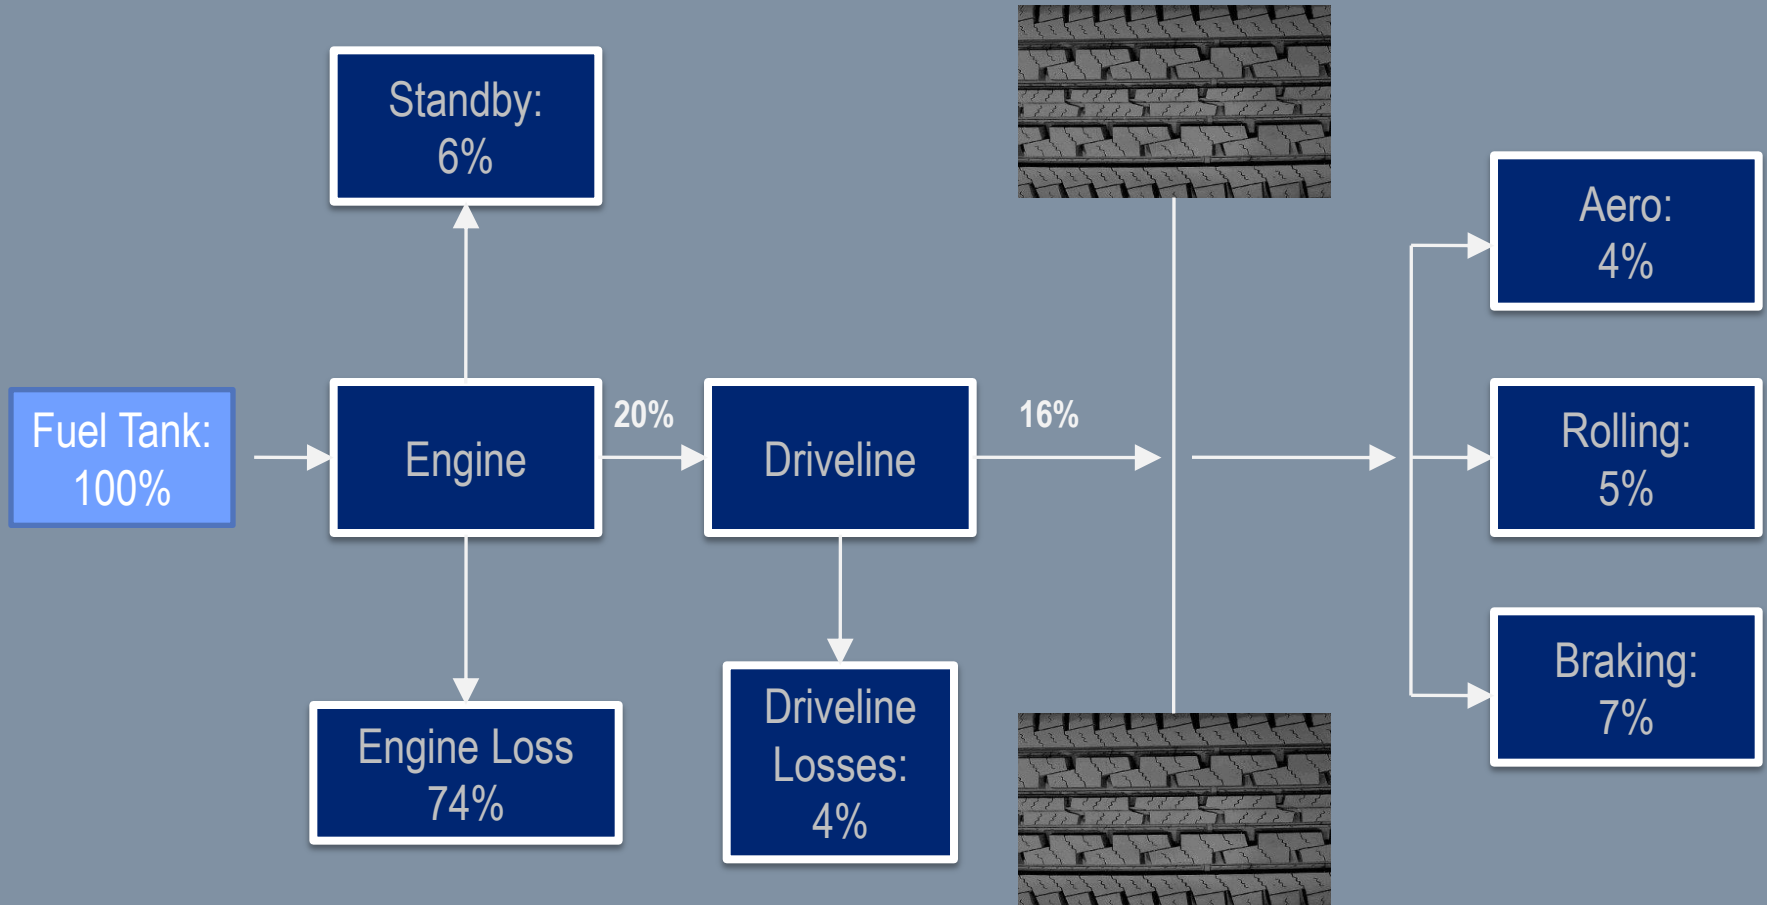 Standby:
6%
Aero:
4%
Fuel Tank:
100%
Engine
20%
Driveline
16%
Rolling:
5%
Engine Loss
74%
Driveline
Losses:
4%
Braking:
7%